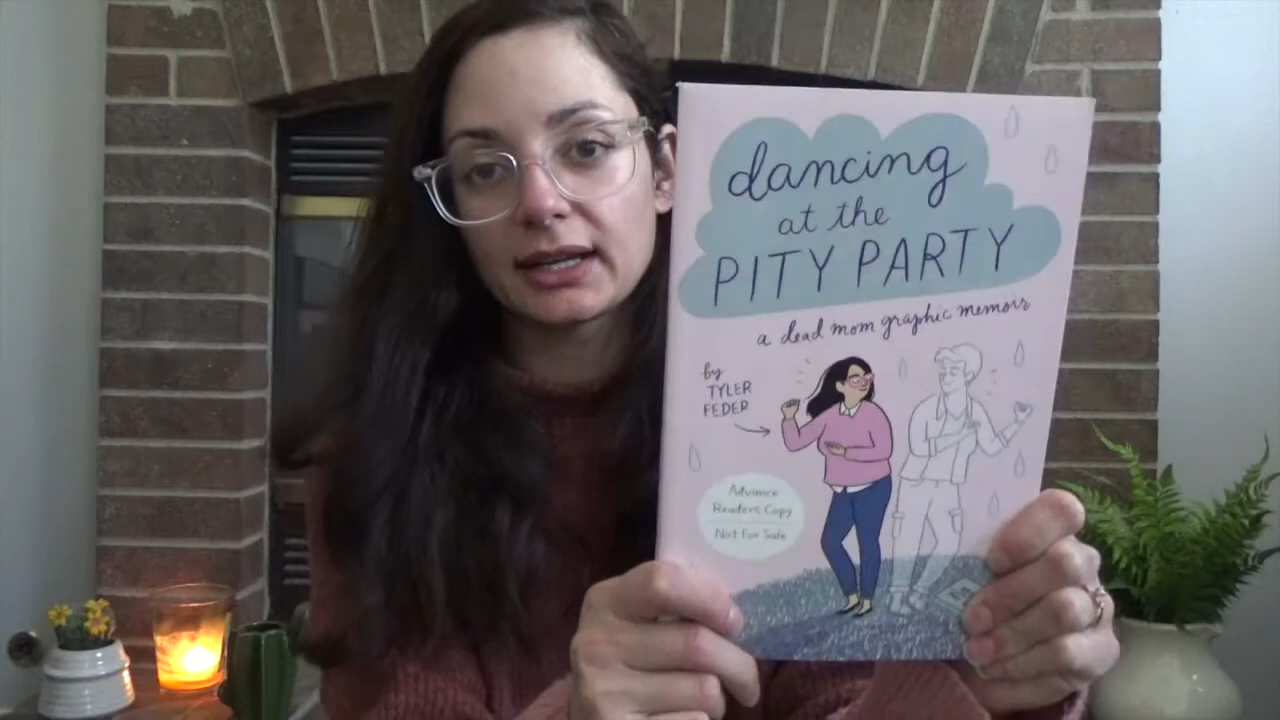 dancing
at the
PITY PARTY
a dead mom graphic memoir
by
TYLER
FEDER
Advance
Readers Copy
Not For Sale